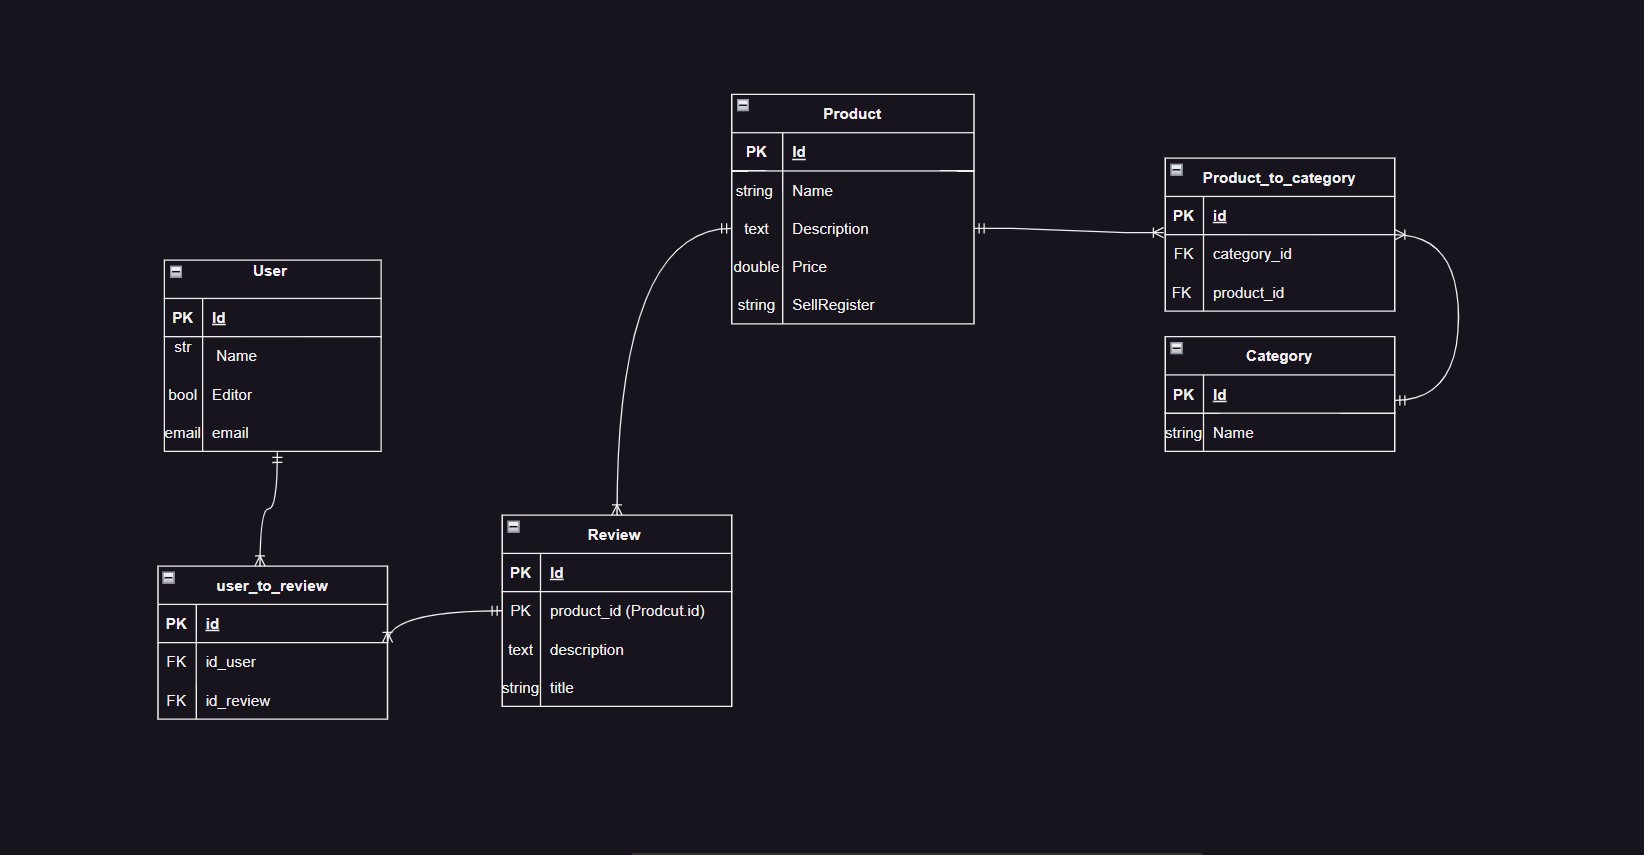 User
PK Id
str Name
bool Editor
email email
user_to_review
PK id
FK id_user
FK id_review
Review
PK Id
PK product_id (Prodcut.id)
text description
string title
Product
PK Id
string Name
text Description
double Price
string SellRegister
Product_to_category
PK id
FK category_id
FK product_id
Category
PK Id
string Name